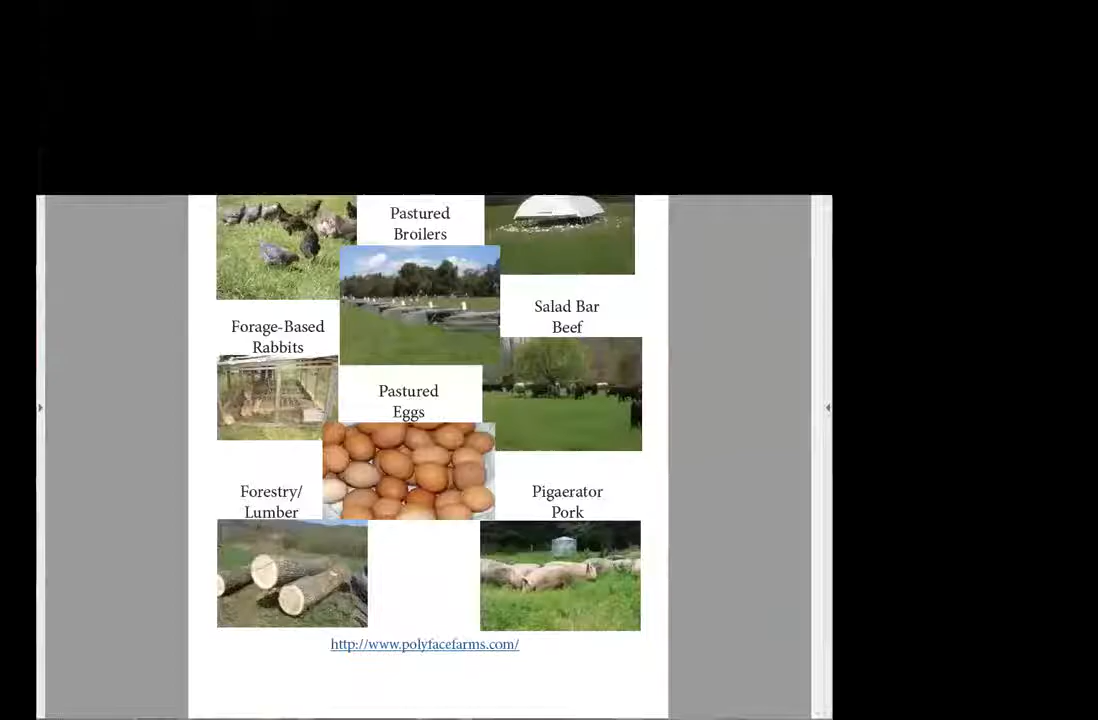 Pastured
Broilers
Salad Bar
Beef
Forage-Based
Rabbits
Pastured
Eggs
Forestry/
Lumber
Pigaerator
Pork
http://www.polyfacefarms.com/